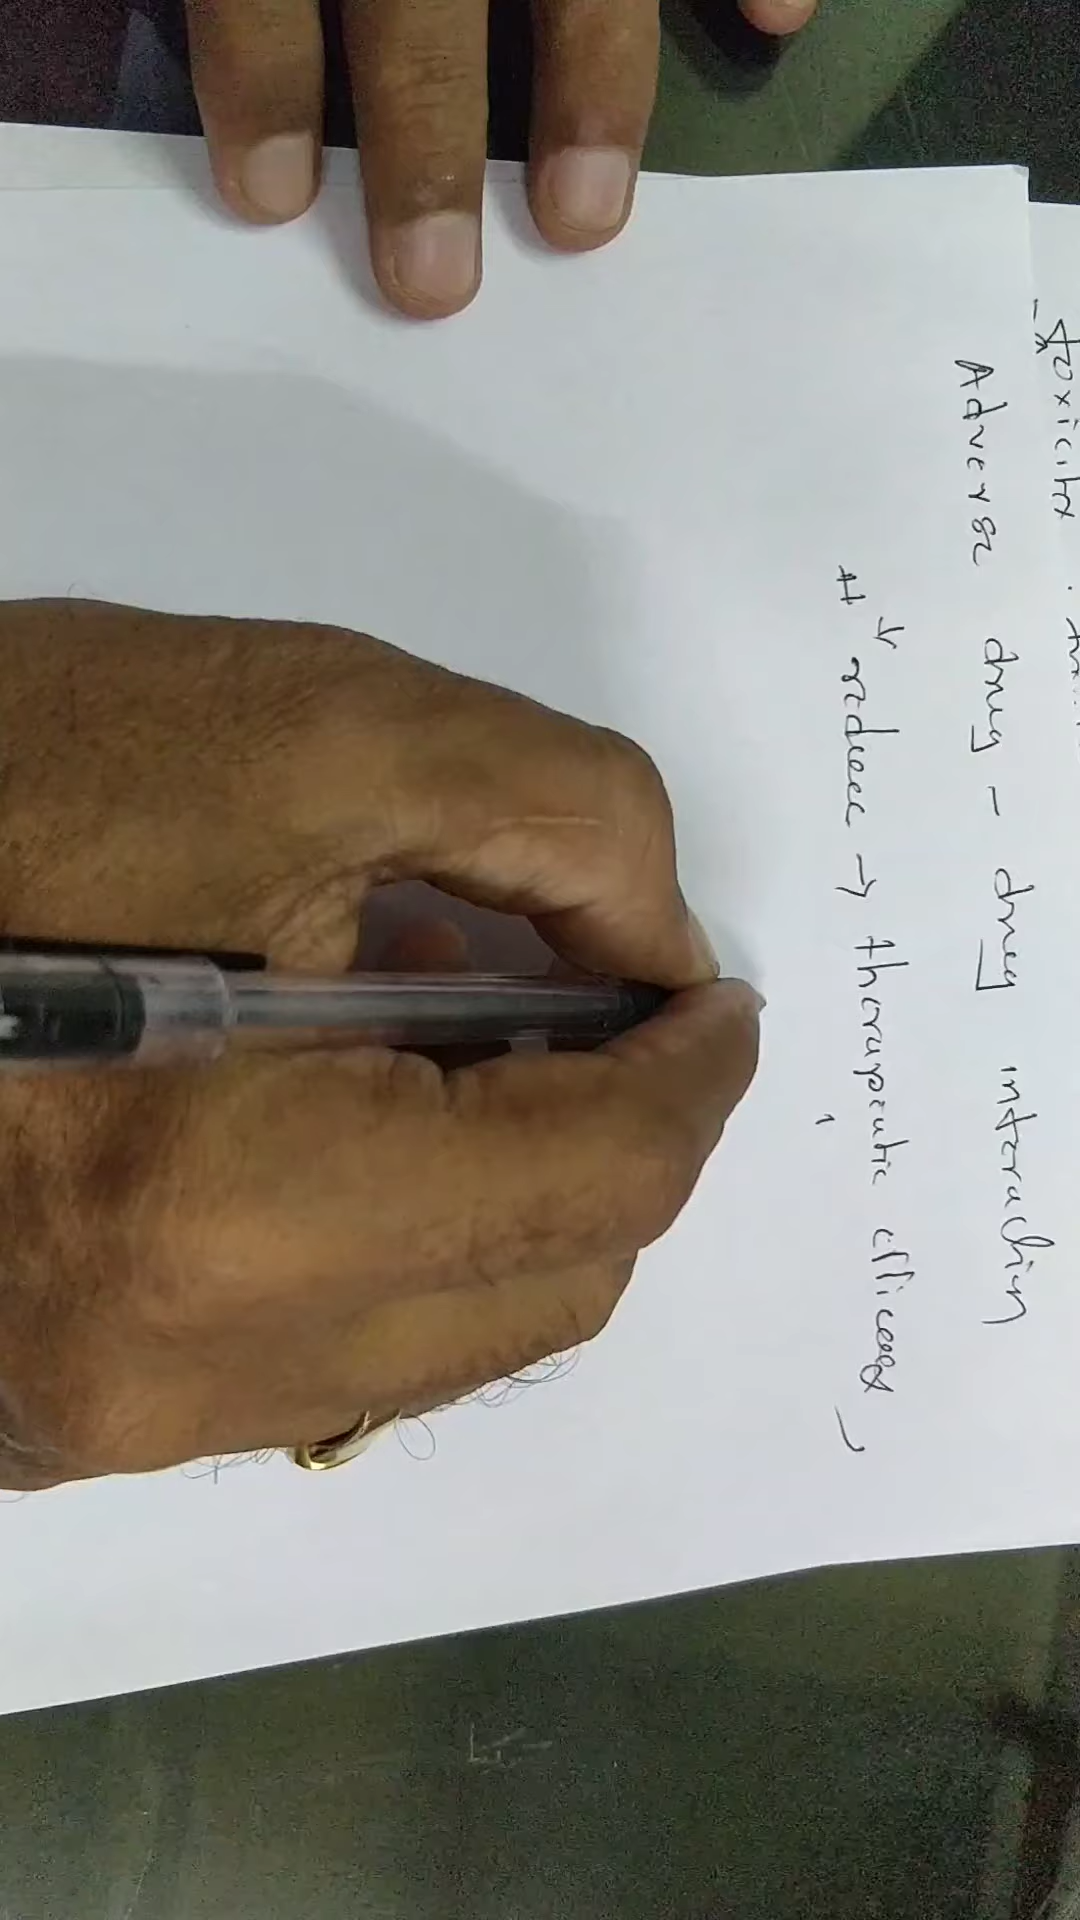 - toxicity .
Adverse drug - drug interaction
# ↓ reduce → therapeutic efficacy